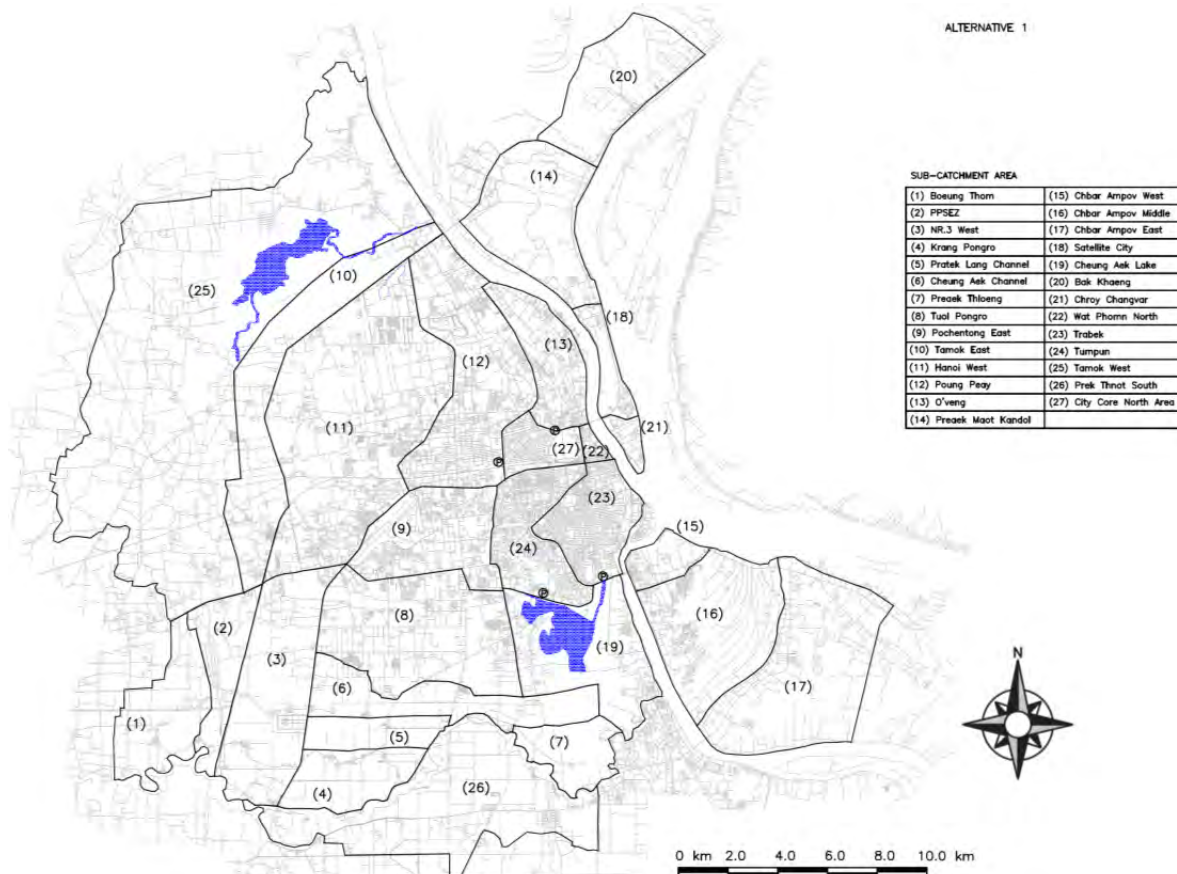 ALTERNATIVE 1
(20)
(14)
SUB-CATCHMENT AREA
(1) Boeung Thom (15) Chbar Ampov West
(2) PPSEZ (16) Chbar Ampov Middle
(3) NR.3 West (17) Chbar Ampov East
(4) Krang Pongro (18) Satellite City
(5) Pratek Lang Channel (19) Cheung Aek Lake
(6) Cheung Aek Channel (20) Bak Khaeng
(7) Preaek Thloeng (21) Chroy Changvar
(8) Tuol Pongro (22) Wat Phomn North
(9) Pochentong East (23) Trabek
(10) Tamok East (24) Tumpun
(11) Hanoi West (25) Tamok West
(12) Poung Peay (26) Prek Thnot South
(13) O'veng (27) City Core North Area
(14) Preaek Maot Kandol
(10)
(25)
(18)
(13)
(12)
(11)
(21)
P
(27)
(22)
P
(23)
(9)
(15)
(24)
P
P
(16)
(8)
(2)
(19)
(3)
(6)
(17)
(1)
(5)
(7)
(26)
(4)
N
0 km 2.0 4.0 6.0 8.0 10.0 km